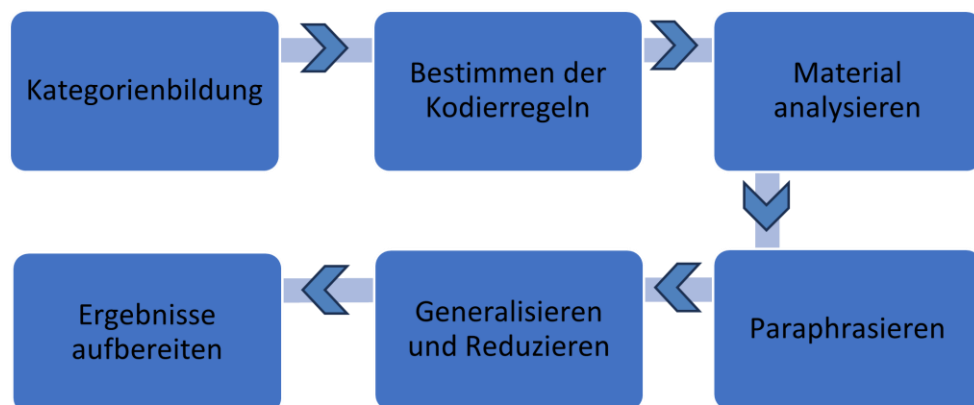 Kategorienbildung
Bestimmen der
Kodierregeln
Material
analysieren
Paraphrasieren
Generalisieren
und Reduzieren
Ergebnisse
aufbereiten